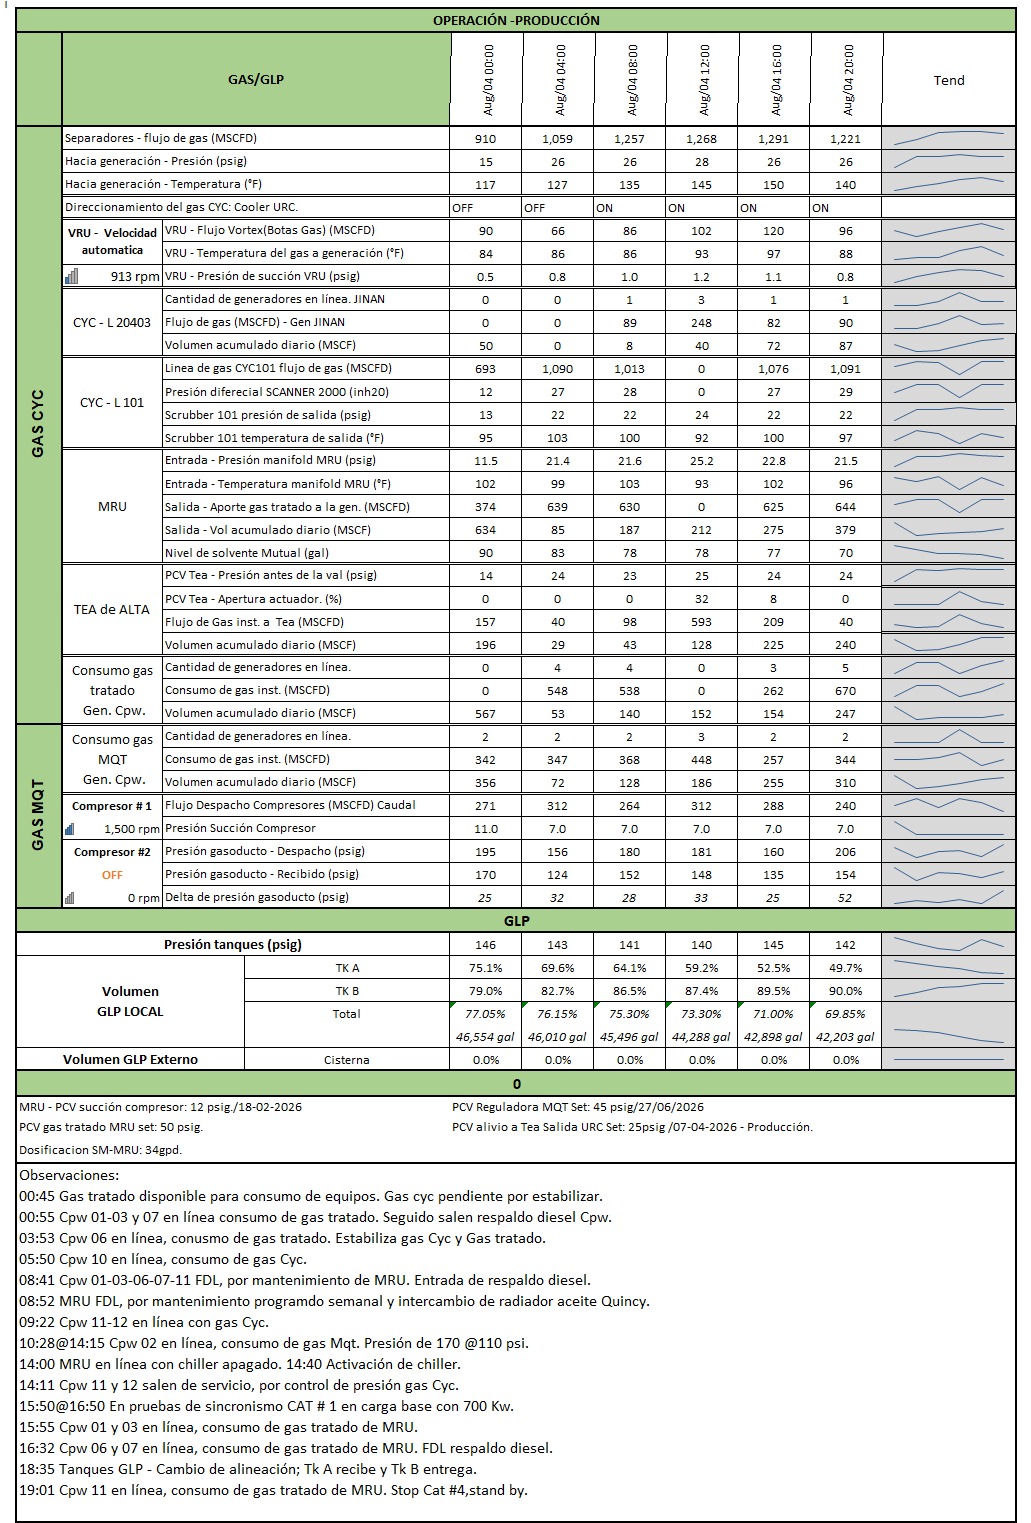 OPERACIÓN -PRODUCCIÓN
GAS/GLP Aug/04 00:00 Aug/04 04:00 Aug/04 08:00 Aug/04 12:00 Aug/04 16:00 Aug/04 20:00 Tend
GAS CYC
Separadores - flujo de gas (MSCFD) 910 1,059 1,257 1,268 1,291 1,221
Hacia generación - Presión (psig) 15 26 26 28 26 26
Hacia generación - Temperatura (°F) 117 127 135 145 150 140
Direccionamiento del gas CYC: Cooler URC. OFF OFF ON ON ON ON
VRU - Velocidad automatica
913 rpm
VRU - Flujo Vortex(Botas Gas) (MSCFD) 90 66 86 102 120 96
VRU - Temperatura del gas a generación (°F) 84 86 86 93 97 88
VRU - Presión de succión VRU (psig) 0.5 0.8 1.0 1.2 1.1 0.8
CYC - L 20403
Cantidad de generadores en línea. JINAN 0 0 1 3 1 1
Flujo de gas (MSCFD) - Gen JINAN 0 0 89 248 82 90
Volumen acumulado diario (MSCF) 50 0 8 40 72 87
CYC - L 101
Linea de gas CYC101 flujo de gas (MSCFD) 693 1,090 1,013 0 1,076 1,091
Presión diferecial SCANNER 2000 (inh20) 12 27 28 0 27 29
Scrubber 101 presión de salida (psig) 13 22 22 24 22 22
Scrubber 101 temperatura de salida (°F) 95 103 100 92 100 97
MRU
Entrada - Presión manifold MRU (psig) 11.5 21.4 21.6 25.2 22.8 21.5
Entrada - Temperatura manifold MRU (°F) 102 99 103 93 102 96
Salida - Aporte gas tratado a la gen. (MSCFD) 374 639 630 0 625 644
Salida - Vol acumulado diario (MSCF) 634 85 187 212 275 379
Nivel de solvente Mutual (gal) 90 83 78 78 77 70
TEA de ALTA
PCV Tea - Presión antes de la val (psig) 14 24 23 25 24 24
PCV Tea - Apertura actuador. (%) 0 0 0 32 8 0
Flujo de Gas inst. a Tea (MSCFD) 157 40 98 593 209 40
Volumen acumulado diario (MSCF) 196 29 43 128 225 240
Consumo gas tratado Gen. Cpw.
Cantidad de generadores en línea. 0 4 4 0 3 5
Consumo de gas inst. (MSCFD) 0 548 538 0 262 670
Volumen acumulado diario (MSCF) 567 53 140 152 154 247
GAS MQT
Consumo gas MQT Gen. Cpw.
Cantidad de generadores en línea. 2 2 2 3 2 2
Consumo de gas inst. (MSCFD) 342 347 368 448 257 344
Volumen acumulado diario (MSCF) 356 72 128 186 255 310
Compresor # 1
1,500 rpm
Flujo Despacho Compresores (MSCFD) Caudal 271 312 264 312 288 240
Presión Succión Compresor 11.0 7.0 7.0 7.0 7.0 7.0
Compresor #2
OFF
0 rpm
Presión gasoducto - Despacho (psig) 195 156 180 181 160 206
Presión gasoducto - Recibido (psig) 170 124 152 148 135 154
Delta de presión gasoducto (psig) 25 32 28 33 25 52
GLP
Presión tanques (psig) 146 143 141 140 145 142
Volumen GLP LOCAL
TK A 75.1% 69.6% 64.1% 59.2% 52.5% 49.7%
TK B 79.0% 82.7% 86.5% 87.4% 89.5% 90.0%
Total 77.05% 76.15% 75.30% 73.30% 71.00% 69.85%
46,554 gal 46,010 gal 45,496 gal 44,288 gal 42,898 gal 42,203 gal
Volumen GLP Externo Cisterna 0.0% 0.0% 0.0% 0.0% 0.0% 0.0%
0
MRU - PCV succión compresor: 12 psig./18-02-2026 PCV Reguladora MQT Set: 45 psig/27/06/2026
PCV gas tratado MRU set: 50 psig. PCV alivio a Tea Salida URC Set: 25psig /07-04-2026 - Producción.
Dosificacion SM-MRU: 34gpd.
Observaciones:
00:45 Gas tratado disponible para consumo de equipos. Gas cyc pendiente por estabilizar.
00:55 Cpw 01-03 y 07 en línea consumo de gas tratado. Seguido salen respaldo diesel Cpw.
03:53 Cpw 06 en línea, conusmo de gas tratado. Estabiliza gas Cyc y Gas tratado.
05:50 Cpw 10 en línea, consumo de gas Cyc.
08:41 Cpw 01-03-06-07-11 FDL, por mantenimiento de MRU. Entrada de respaldo diesel.
08:52 MRU FDL, por mantenimiento programdo semanal y intercambio de radiador aceite Quincy.
09:22 Cpw 11-12 en línea con gas Cyc.
10:28@14:15 Cpw 02 en línea, consumo de gas Mqt. Presión de 170 @110 psi.
14:00 MRU en línea con chiller apagado. 14:40 Activación de chiller.
14:11 Cpw 11 y 12 salen de servicio, por control de presión gas Cyc.
15:50@16:50 En pruebas de sincronismo CAT # 1 en carga base con 700 Kw.
15:55 Cpw 01 y 03 en línea, consumo de gas tratado de MRU.
16:32 Cpw 06 y 07 en línea, consumo de gas tratado de MRU. FDL respaldo diesel.
18:35 Tanques GLP - Cambio de alineación; Tk A recibe y Tk B entrega.
19:01 Cpw 11 en línea, consumo de gas tratado de MRU. Stop Cat #4,stand by.